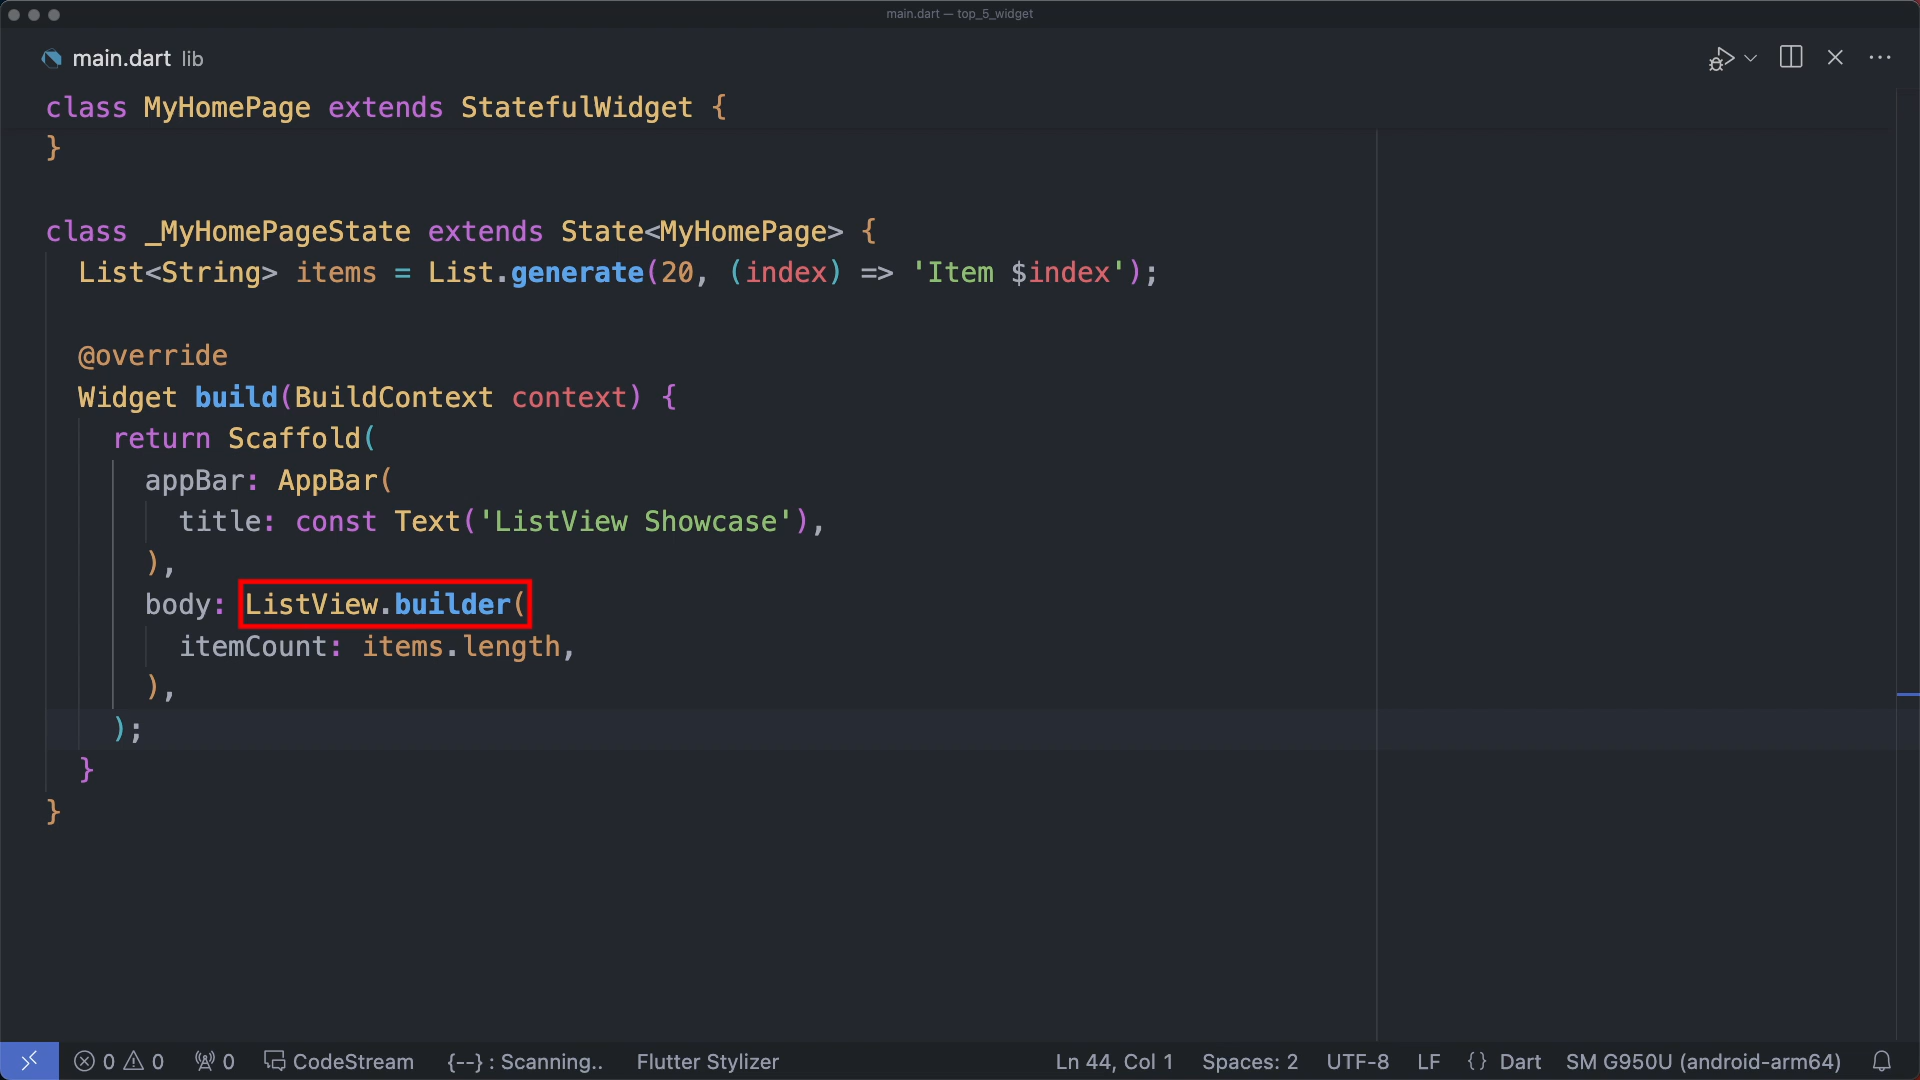 main.dart — top_5_widget
main.dart lib
class MyHomePage extends StatefulWidget {
}
class _MyHomePageState extends State<MyHomePage> {
List<String> items = List.generate(20, (index) => 'Item $index');
@override
Widget build(BuildContext context) {
return Scaffold(
appBar: AppBar(
title: const Text('ListView Showcase'),
),
body: ListView.builder(
itemCount: items.length,
),
);
}
}
0 0 0 CodeStream {--} : Scanning.. Flutter Stylizer Ln 44, Col 1 Spaces: 2 UTF-8 LF {} Dart SM G950U (android-arm64)